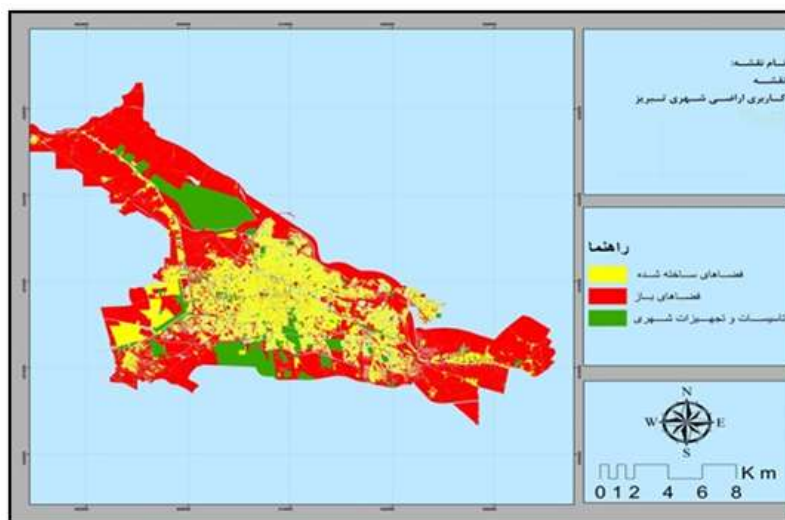 نام نقشه:
نقشه
کاربری اراضی شهری تبریز
راهنما
فضاهای ساخته شده
فضاهای باز
تاسیسات و تجهیزات شهری
N
W E
S
Km
0 1 2 4 6 8